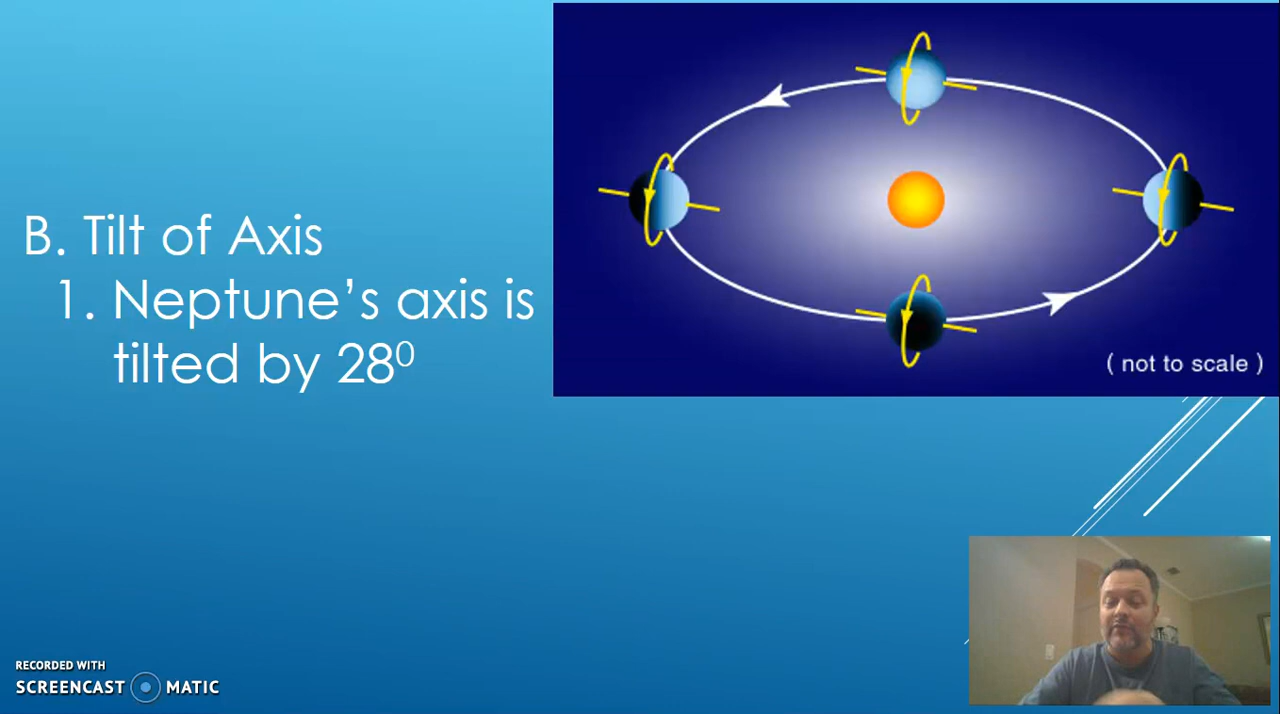 B. Tilt of Axis
1. Neptune’s axis is
tilted by 28⁰
( not to scale )
RECORDED WITH
SCREENCAST MATIC